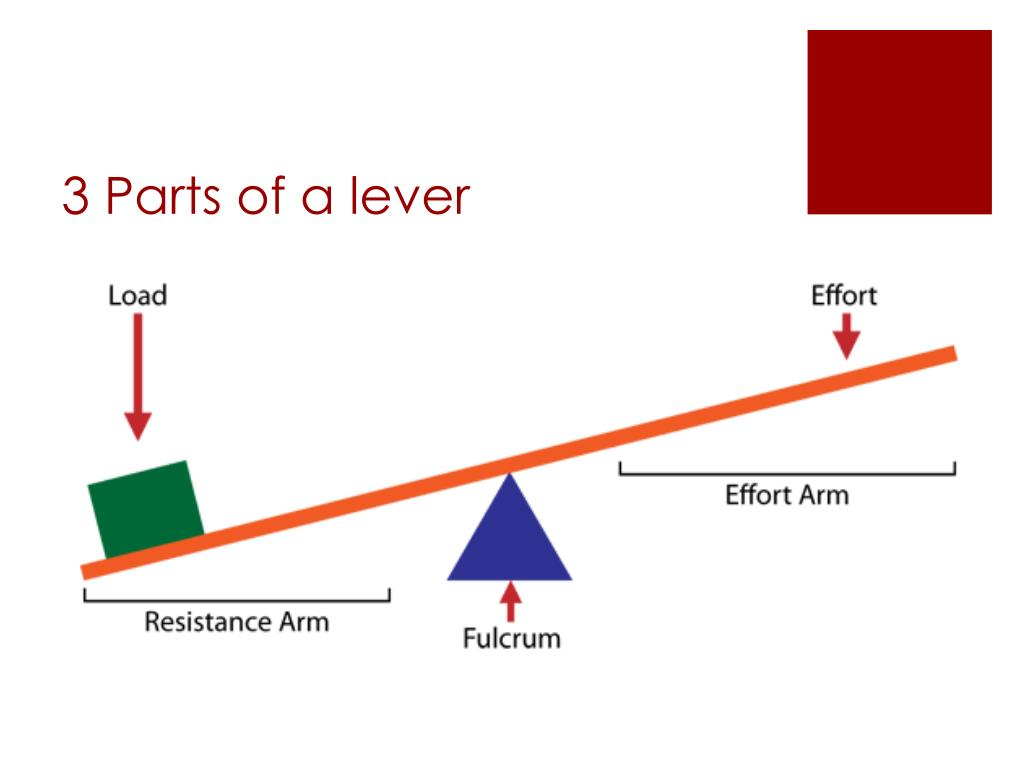 3 Parts of a lever
Load
Effort
Effort Arm
Resistance Arm
Fulcrum